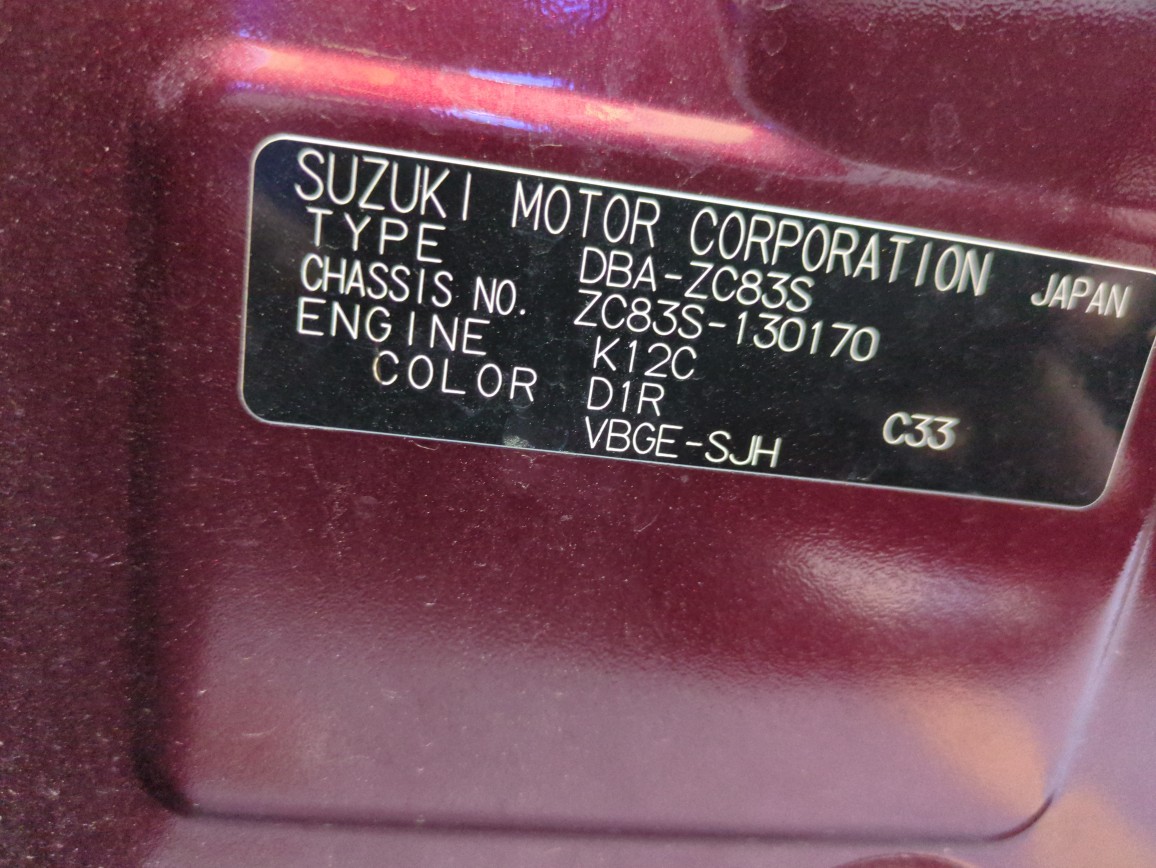 SUZUKI MOTOR CORPORATION JAPAN
TYPE DBA-ZC83S
CHASSIS NO. ZC83S-130170
ENGINE K12C
COLOR D1R C33
VBGE-SJH